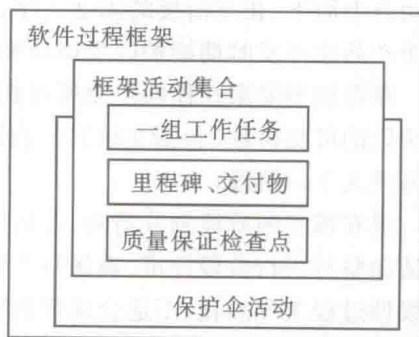 软件过程框架
框架活动集合
一组工作任务
里程碑、交付物
质量保证检查点
保护伞活动